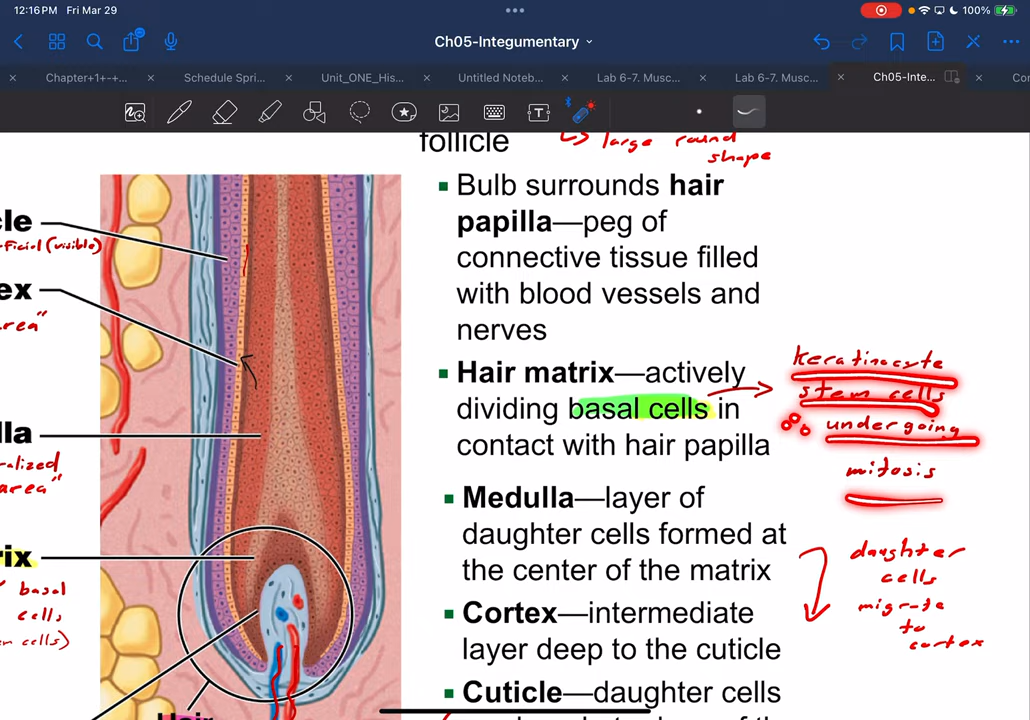 12:16 PM Fri Mar 29
100%
Ch05-Integumentary
Chapter+1+-+...
Schedule Spri...
Unit_ONE_His...
Untitled Noteb...
Lab 6-7. Musc...
Lab 6-7. Musc...
Ch05-Inte...
Cor
follicle
↳ large round
shape
▪ Bulb surrounds hair
papilla—peg of
connective tissue filled
with blood vessels and
nerves
▪ Hair matrix—actively
dividing basal cells in
contact with hair papilla
▪ Medulla—layer of
daughter cells formed at
the center of the matrix
▪ Cortex—intermediate
layer deep to the cuticle
▪ Cuticle—daughter cells
keratinocyte
stem cells
undergoing
mitosis
daughter
cells
migrate
to
cortex
cle
rficial (visible)
ex
area"
lla
ralized
area"
rix
basal
cells
m cells)
Hair